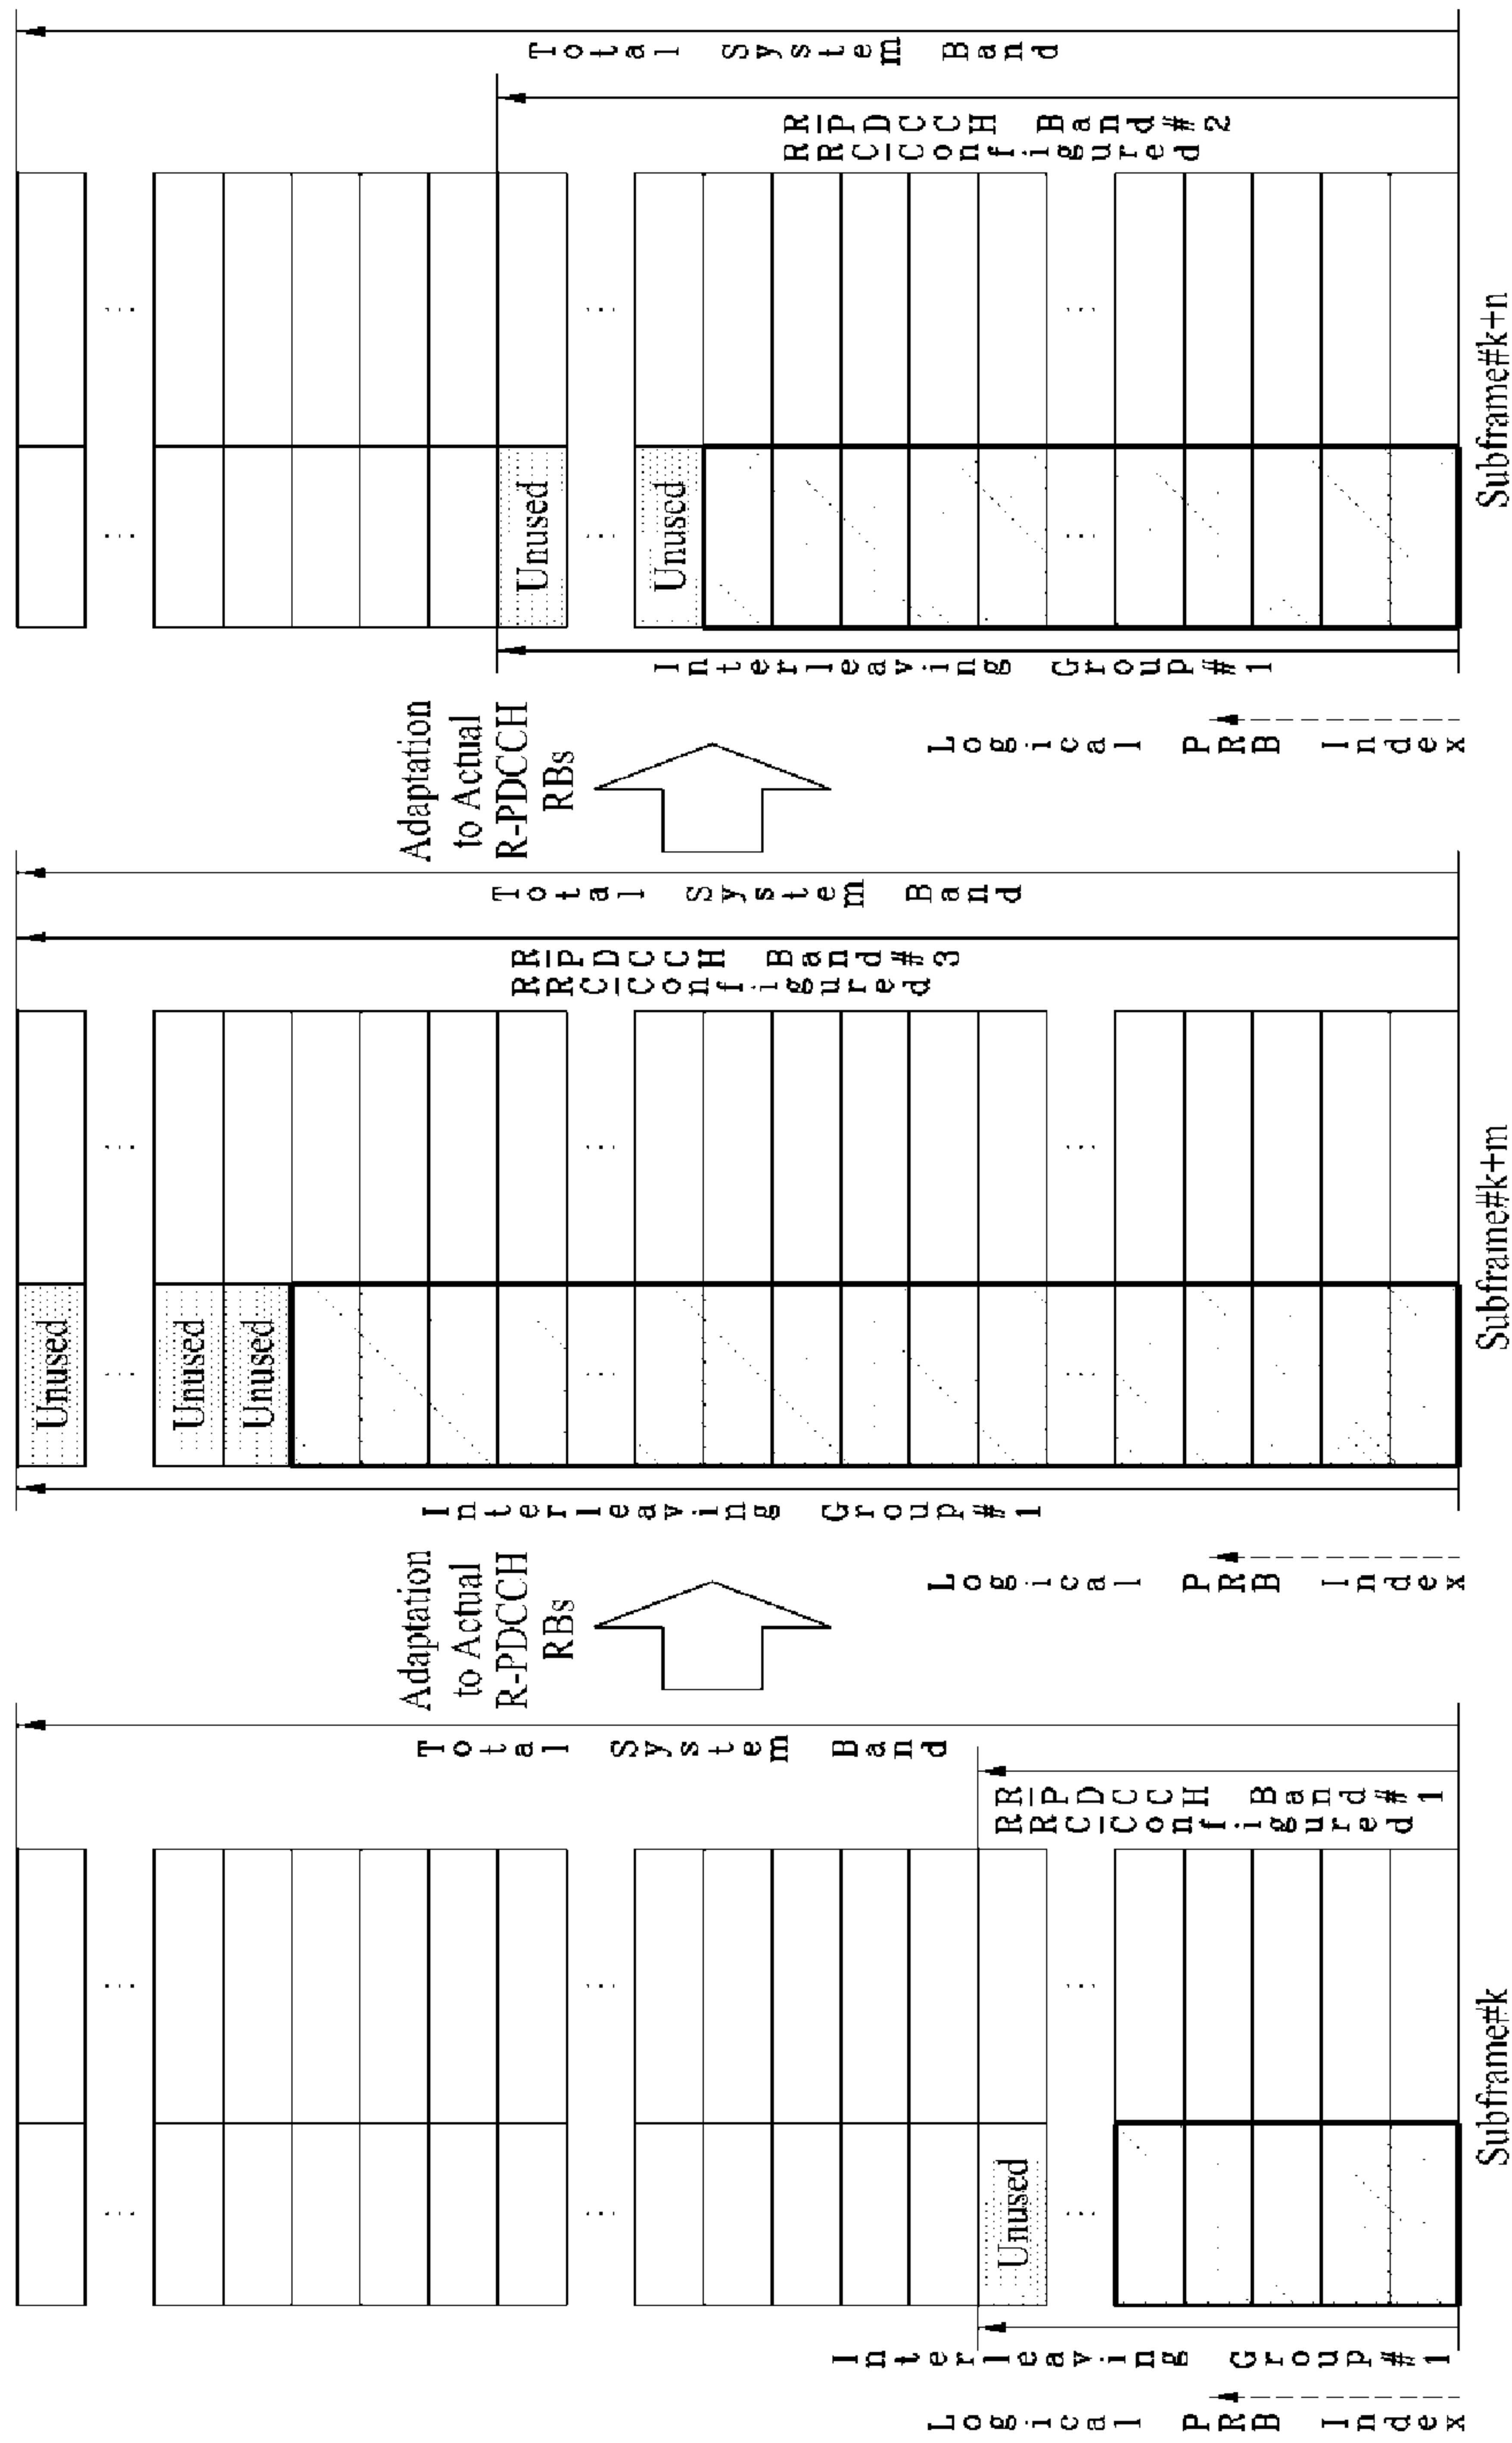 Logical PRB Index
Interleaving Group#1
Unused
RRC-Configured
R-PDCCH Band#1
Total System Band
Subframe#k
Adaptation
to Actual
R-PDCCH
RBs
Logical PRB Index
Interleaving Group#1
Unused
Unused
Unused
RRC-Configured
R-PDCCH Band#3
Total System Band
Subframe#k+m
Adaptation
to Actual
R-PDCCH
RBs
Logical PRB Index
Interleaving Group#1
Unused
Unused
RRC-Configured
R-PDCCH Band#2
Total System Band
Subframe#k+n